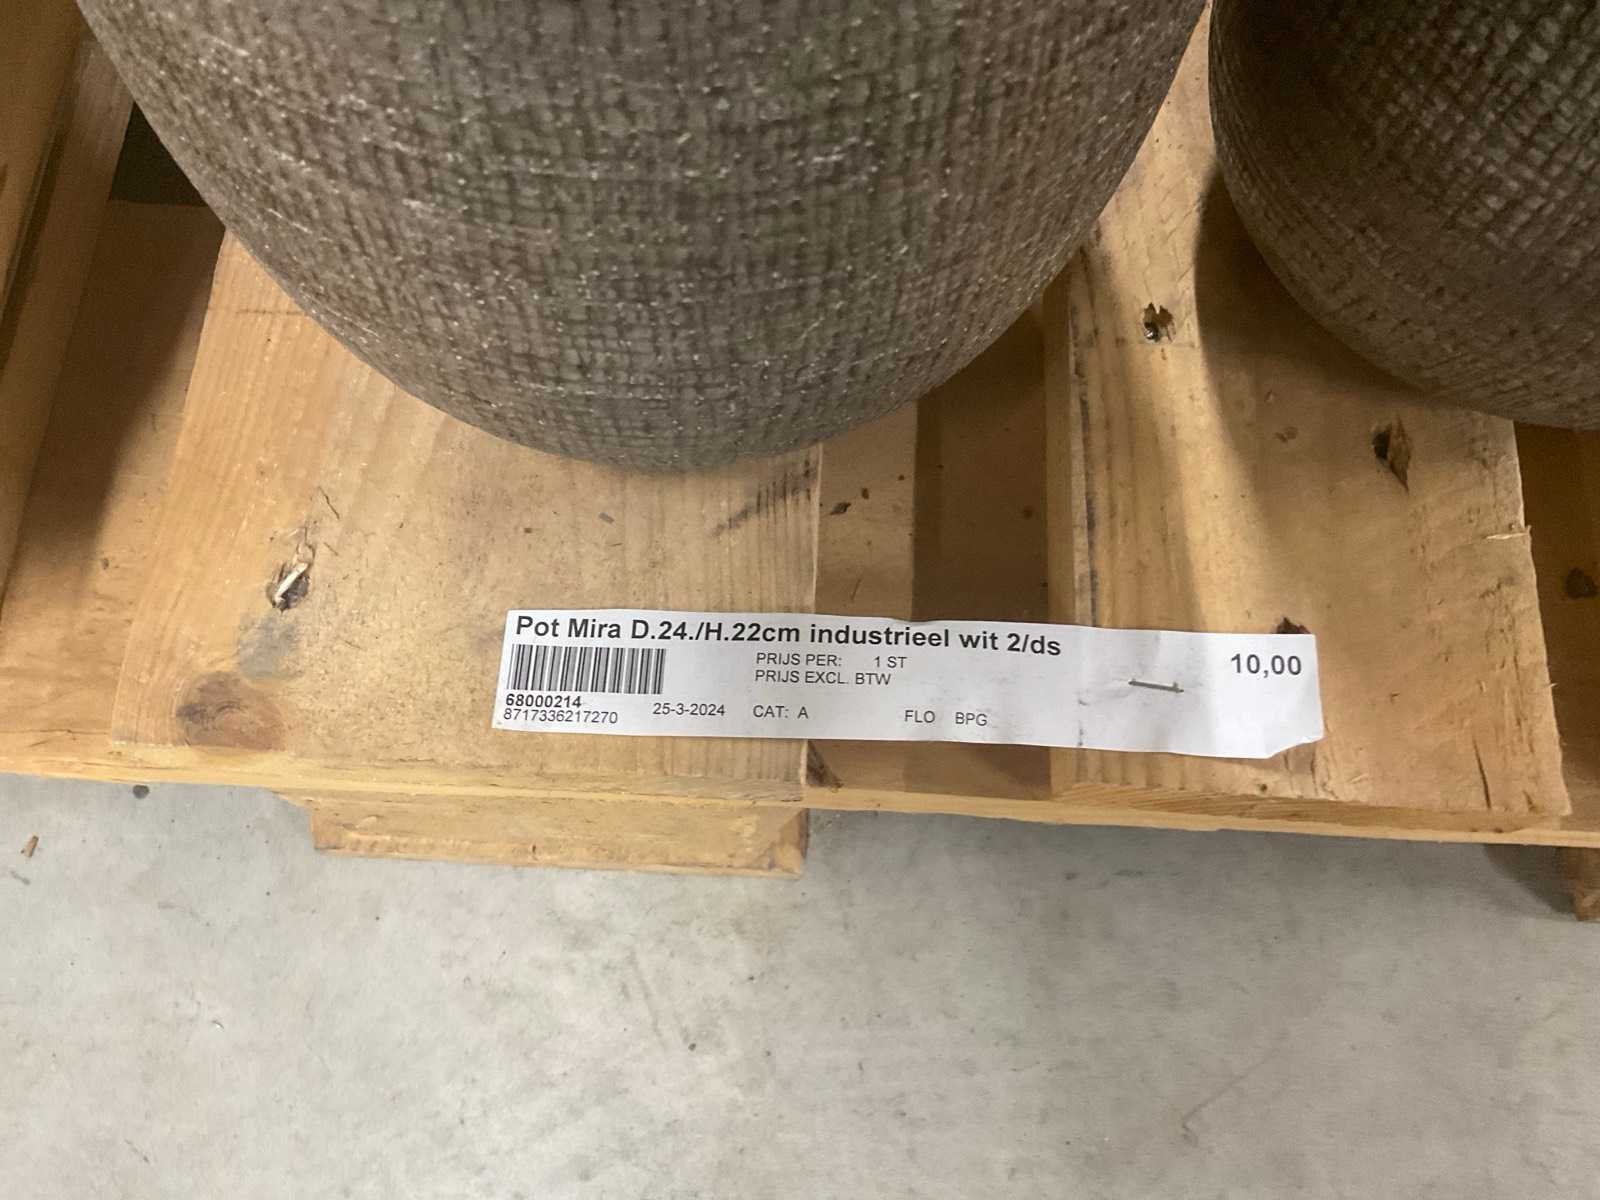 Pot Mira D.24./H.22cm industrieel wit 2/ds
PRIJS PER: 1 ST
PRIJS EXCL. BTW
10,00
68000214
8717336217270
25-3-2024
CAT: A
FLO BPG